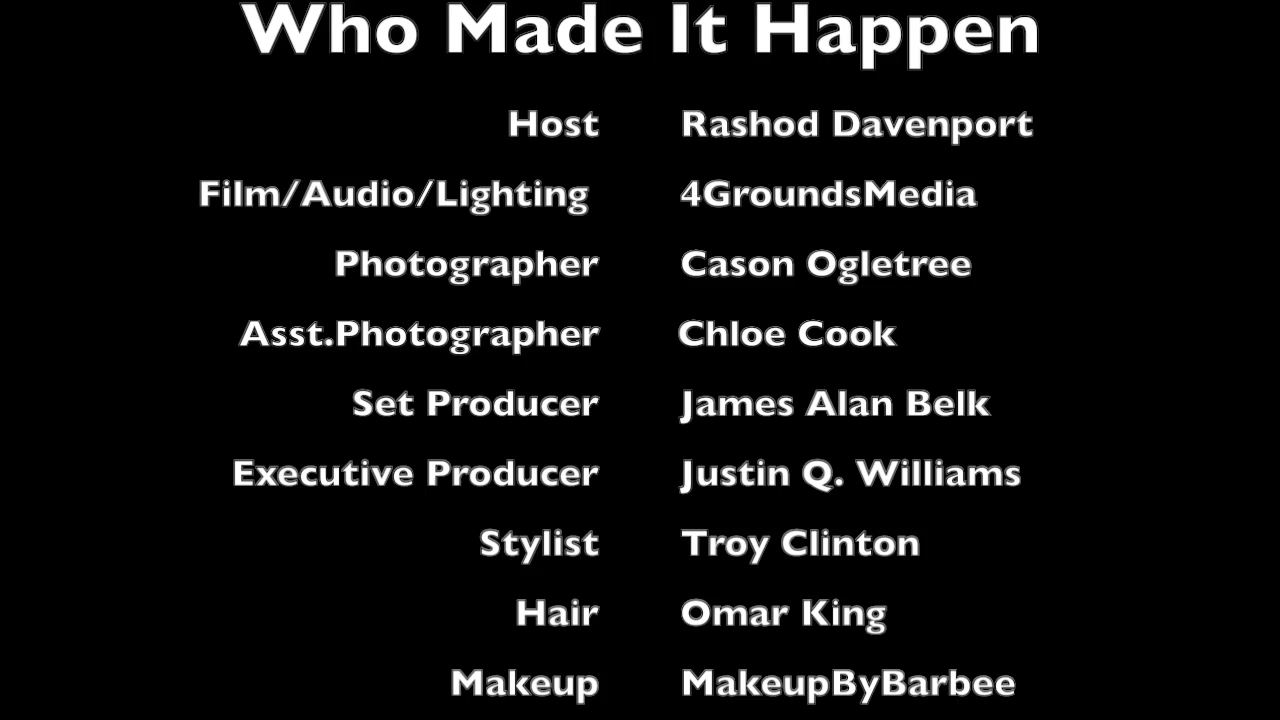 Who Made It Happen
Host Rashod Davenport
Film/Audio/Lighting 4GroundsMedia
Photographer Cason Ogletree
Asst.Photographer Chloe Cook
Set Producer James Alan Belk
Executive Producer Justin Q. Williams
Stylist Troy Clinton
Hair Omar King
Makeup MakeupByBarbee